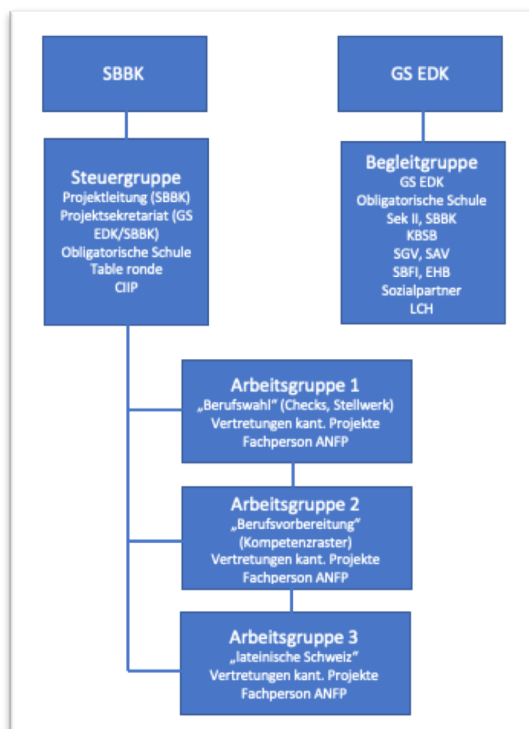 SBBK
GS EDK
Steuergruppe
Projektleitung (SBBK)
Projektsekretariat (GS
EDK/SBBK)
Obligatorische Schule
Table ronde
CIIP
Begleitgruppe
GS EDK
Obligatorische Schule
Sek II, SBBK
KBSB
SGV, SAV
SBFI, EHB
Sozialpartner
LCH
Arbeitsgruppe 1
„Berufswahl“ (Checks, Stellwerk)
Vertretungen kant. Projekte
Fachperson ANFP
Arbeitsgruppe 2
„Berufsvorbereitung“
(Kompetenzraster)
Vertretungen kant. Projekte
Fachperson ANFP
Arbeitsgruppe 3
„lateinische Schweiz“
Vertretungen kant. Projekte
Fachperson ANFP